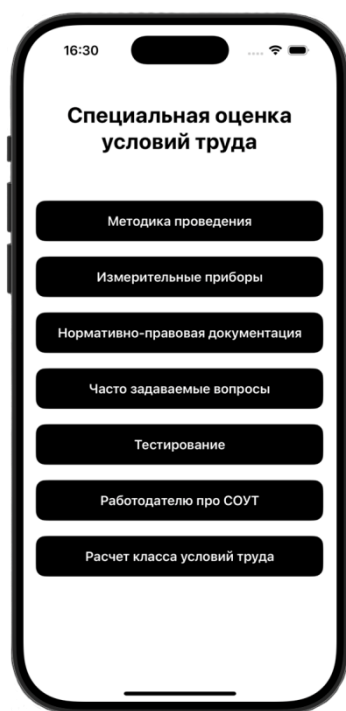 16:30
Специальная оценка
условий труда
Методика проведения
Измерительные приборы
Нормативно-правовая документация
Часто задаваемые вопросы
Тестирование
Работодателю про СОУТ
Расчет класса условий труда